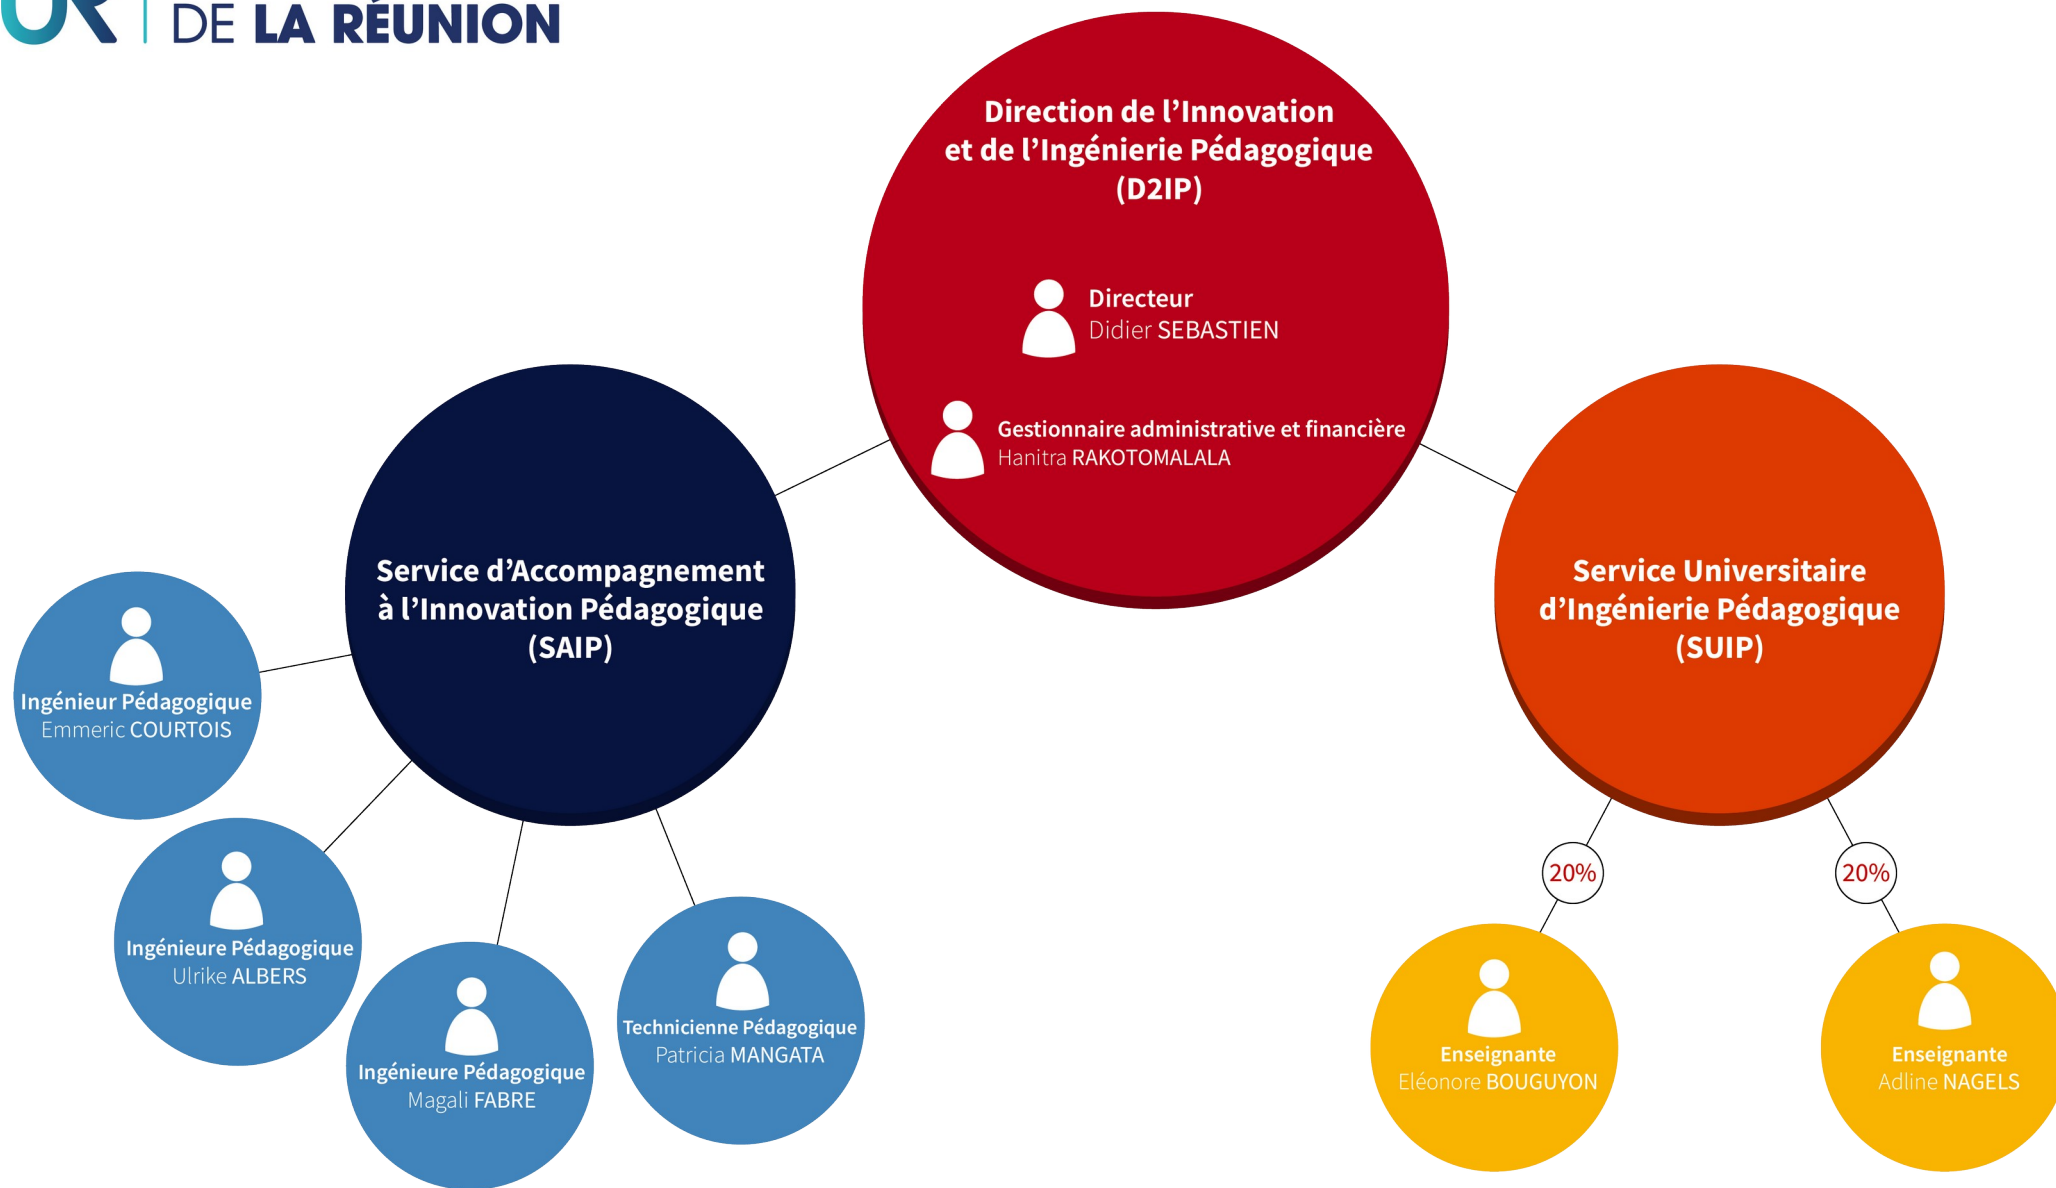 UR
DE LA RÉUNION
Direction de l’Innovation
et de l’Ingénierie Pédagogique
(D2IP)
Directeur
Didier SEBASTIEN
Gestionnaire administrative et financière
Hanitra RAKOTOMALALA
Service d’Accompagnement
à l’Innovation Pédagogique
(SAIP)
Ingénieur Pédagogique
Emmeric COURTOIS
Ingénieure Pédagogique
Ulrike ALBERS
Ingénieure Pédagogique
Magali FABRE
Technicienne Pédagogique
Patricia MANGATA
Service Universitaire
d’Ingénierie Pédagogique
(SUIP)
20%
20%
Enseignante
Eléonore BOUGUYON
Enseignante
Adline NAGELS